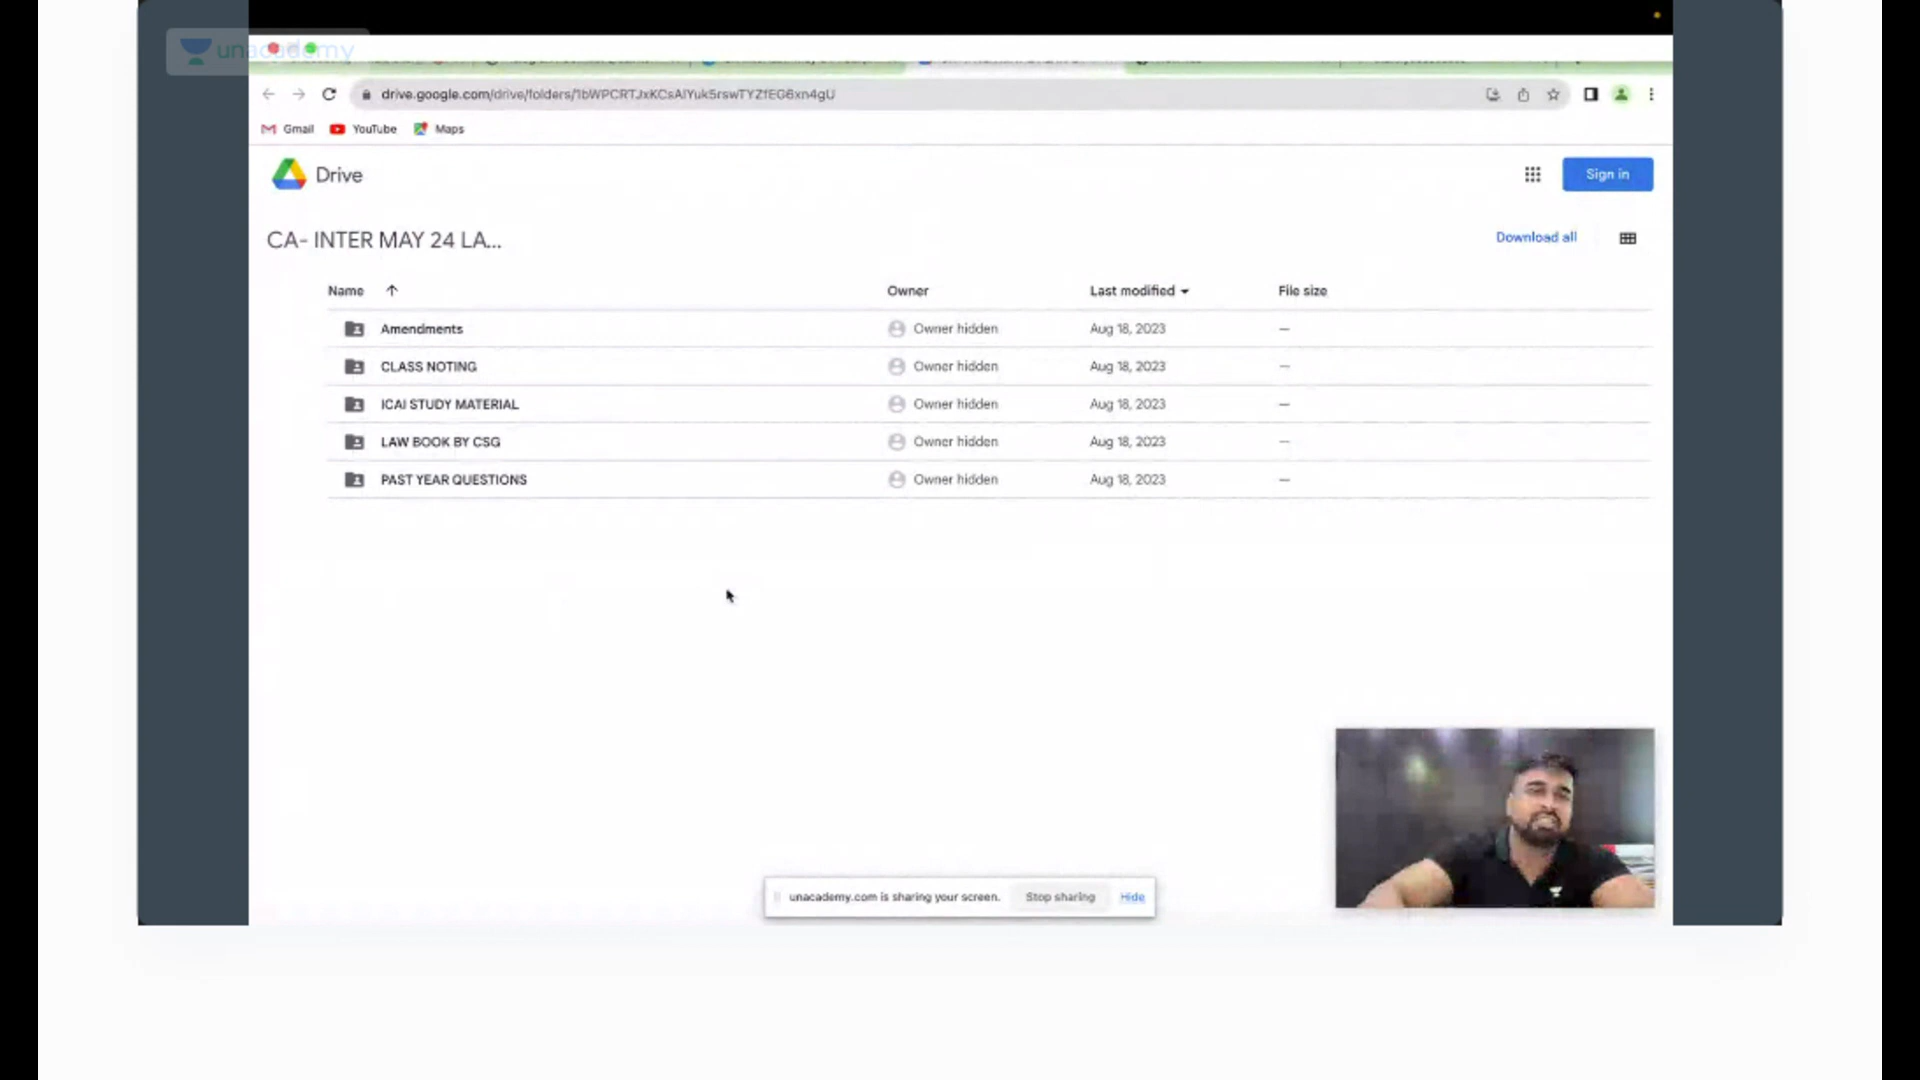 unacademy
drive.google.com/drive/folders/1bWPCRTJxKCsAlYuk5rswTYZfEG6xn4gU
Gmail YouTube Maps
Drive
Sign in
CA- INTER MAY 24 LA...
Download all
Name Owner Last modified File size
Amendments Owner hidden Aug 18, 2023 —
CLASS NOTING Owner hidden Aug 18, 2023 —
ICAI STUDY MATERIAL Owner hidden Aug 18, 2023 —
LAW BOOK BY CSG Owner hidden Aug 18, 2023 —
PAST YEAR QUESTIONS Owner hidden Aug 18, 2023 —
unacademy.com is sharing your screen. Stop sharing Hide